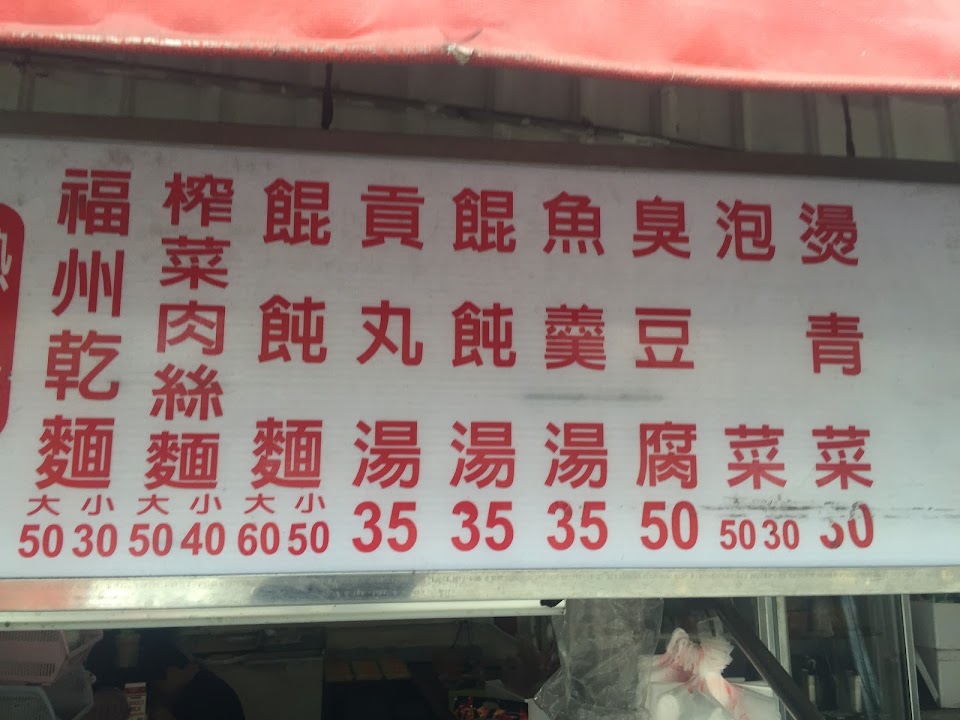 福州乾麵
大 小
50 30
榨菜肉絲麵
大 小
50 40
餛飩麵
大 小
60 50
貢丸湯
35
餛飩湯
35
魚羹湯
35
臭豆腐
50
泡菜
50 30
燙青菜
30